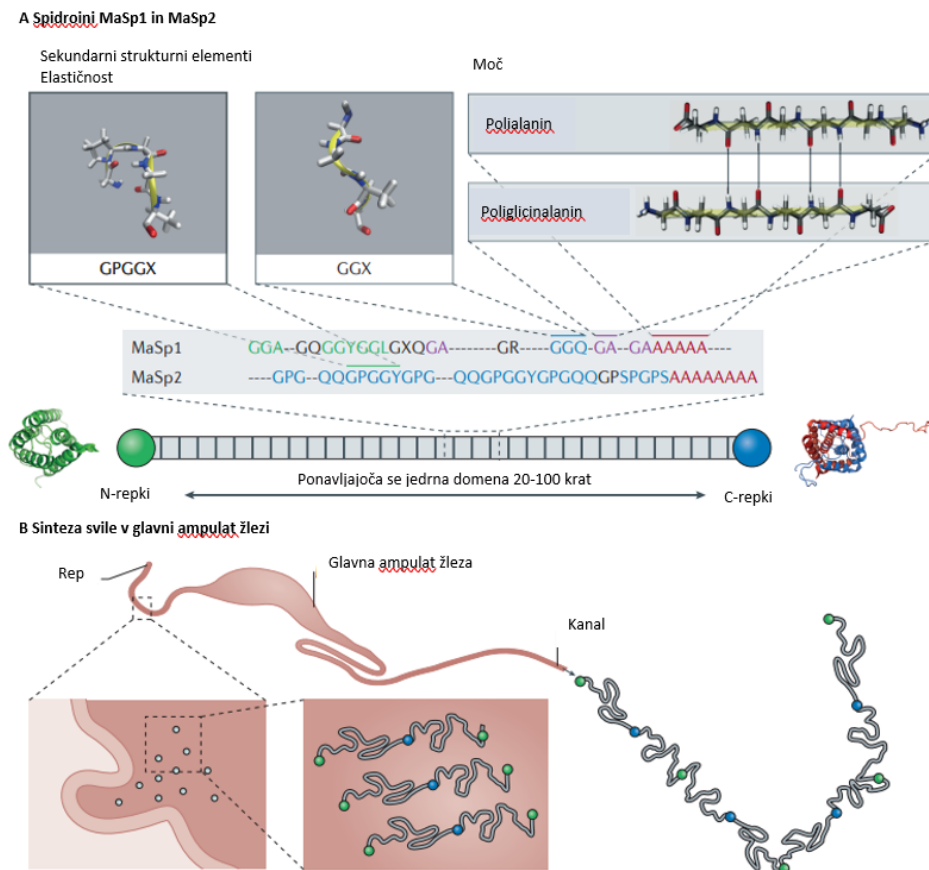 A Spidroini MaSp1 in MaSp2
Sekundarni strukturni elementi
Elastičnost
Moč
Polialanin
Poliglicinalanin
GPGGX
GGX
MaSp1 GGA--GQGGYGGLGXQGA--------GR----GGQ-GA--GAAAAAA----
MaSp2 ----GPG--QQGPGGYGPG--QQGPGGYGPGQQGPSPGPSAAAAAAAA
N-repki
Ponavljajoča se jedrna domena 20-100 krat
C-repki
B Sinteza svile v glavni ampulat žlezi
Rep
Glavna ampulat žleza
Kanal